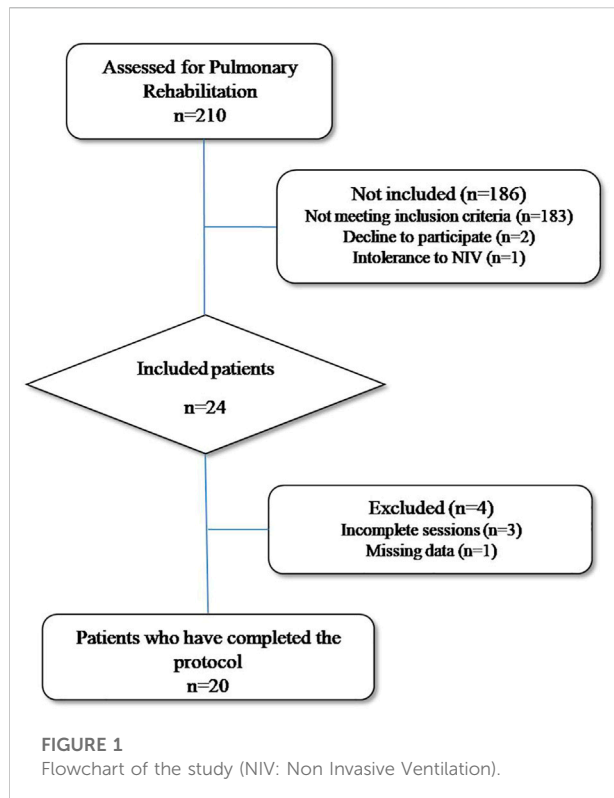 Assessed for Pulmonary
Rehabilitation
n=210
Not included (n=186)
Not meeting inclusion criteria (n=183)
Decline to participate (n=2)
Intolerance to NIV (n=1)
Included patients
n=24
Excluded (n=4)
Incomplete sessions (n=3)
Missing data (n=1)
Patients who have completed the
protocol
n=20
FIGURE 1
Flowchart of the study (NIV: Non Invasive Ventilation).